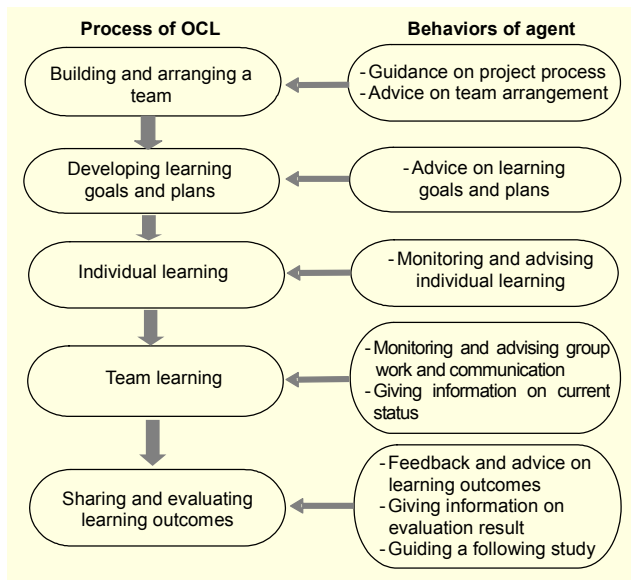 Process of OCL
Behaviors of agent
Building and arranging a
team
- Guidance on project process
- Advice on team arrangement
Developing learning
goals and plans
- Advice on learning
goals and plans
Individual learning
- Monitoring and advising
individual learning
Team learning
- Monitoring and advising group
work and communication
- Giving information on current
status
Sharing and evaluating
learning outcomes
- Feedback and advice on
learning outcomes
- Giving information on
evaluation result
- Guiding a following study